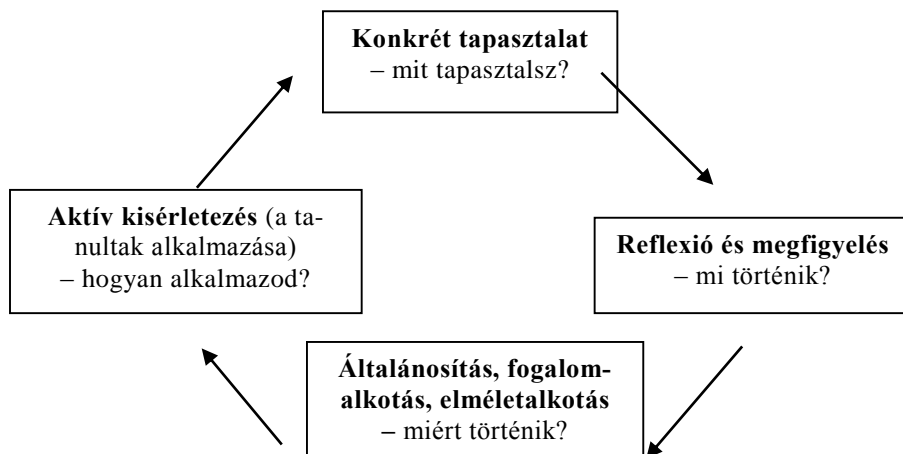 Konkrét tapasztalat
– mit tapasztalsz?
Aktív kisérletezés (a ta-
nultak alkalmazása)
– hogyan alkalmazod?
Reflexió és megfigyelés
– mi történik?
Általánosítás, fogalom-
alkotás, elméletalkotás
– miért történik?